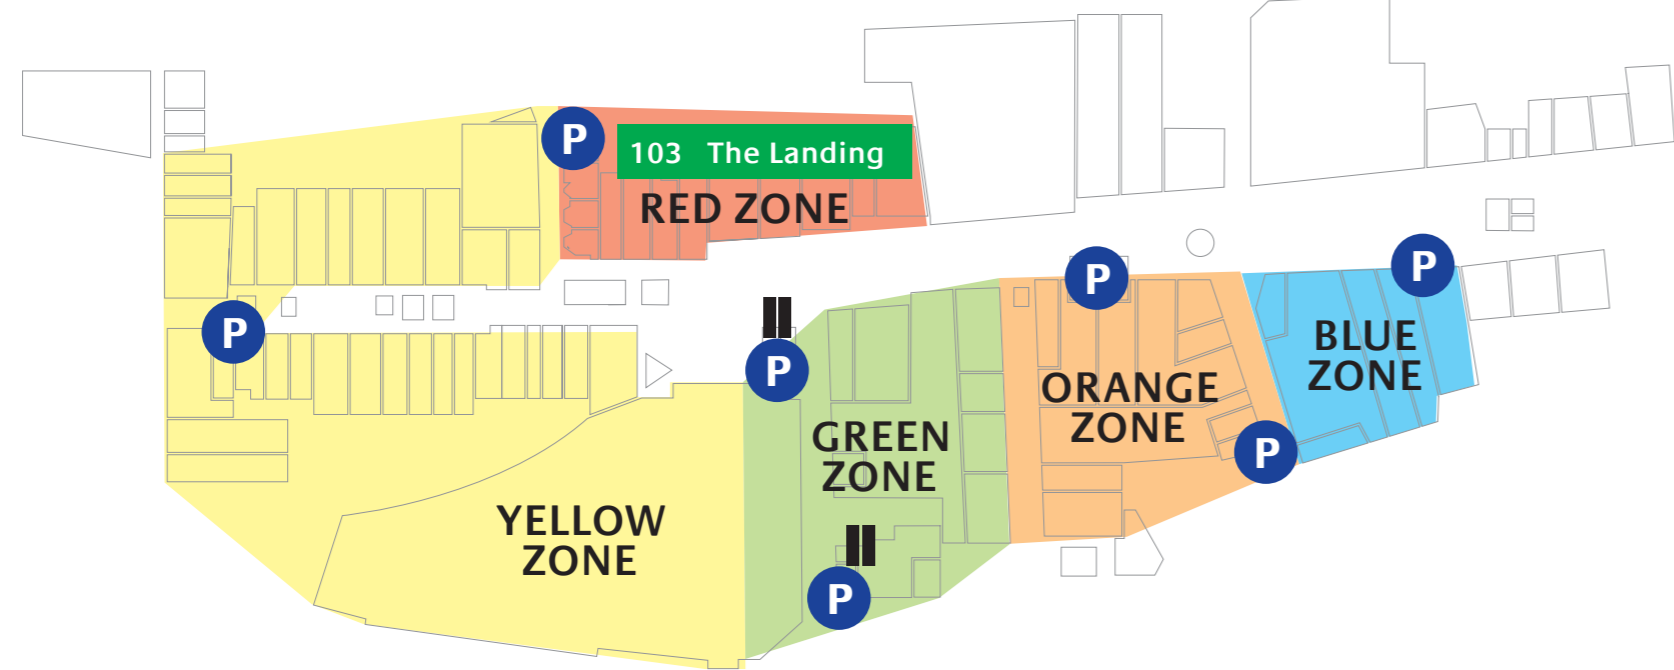 P
103 The Landing
RED ZONE
P
P
P
P
BLUE
ZONE
ORANGE
ZONE
GREEN
ZONE
P
YELLOW
ZONE
P